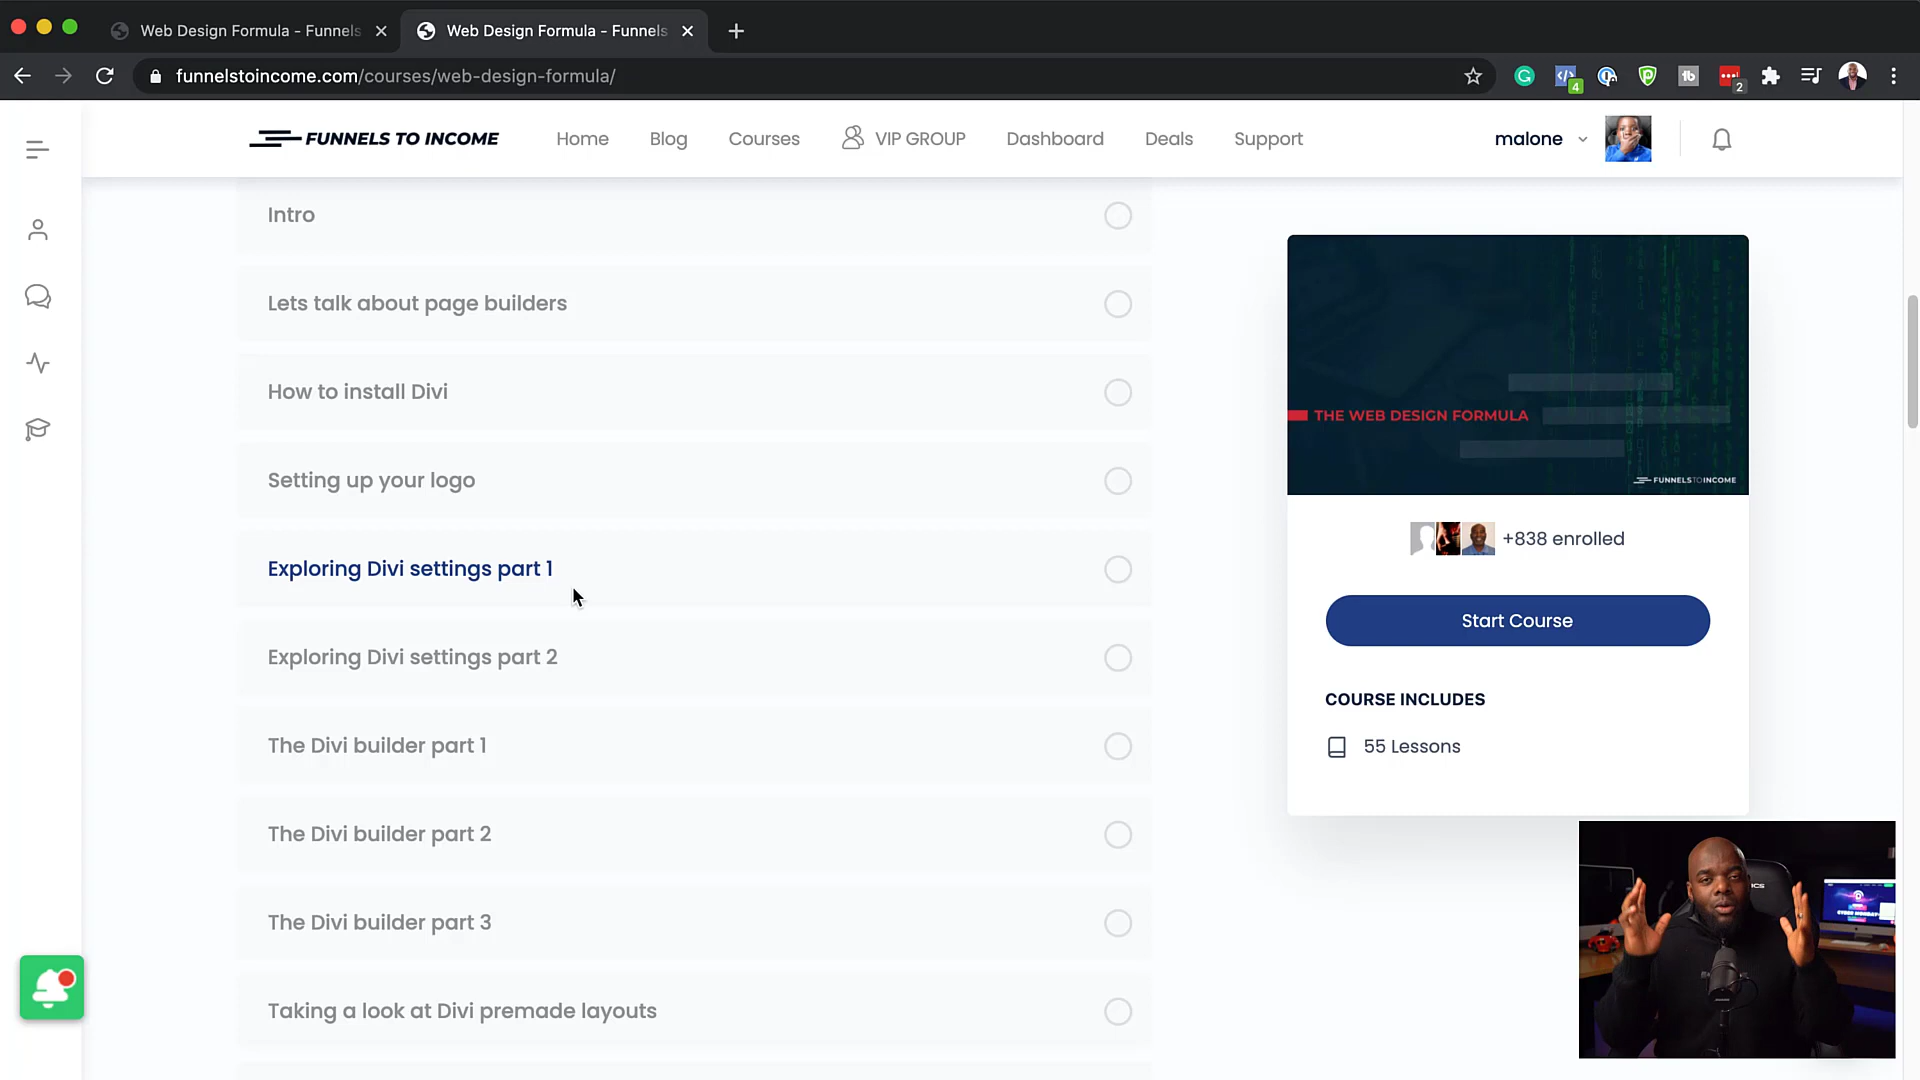 Web Design Formula - Funnels
Web Design Formula - Funnels
funnelstoincome.com/courses/web-design-formula/
4
2
FUNNELS TO INCOME
Home
Blog
Courses
VIP GROUP
Dashboard
Deals
Support
malone
Intro
Lets talk about page builders
How to install Divi
Setting up your logo
Exploring Divi settings part 1
Exploring Divi settings part 2
The Divi builder part 1
The Divi builder part 2
The Divi builder part 3
Taking a look at Divi premade layouts
THE WEB DESIGN FORMULA
FUNNELSTOINCOME
+838 enrolled
Start Course
COURSE INCLUDES
55 Lessons